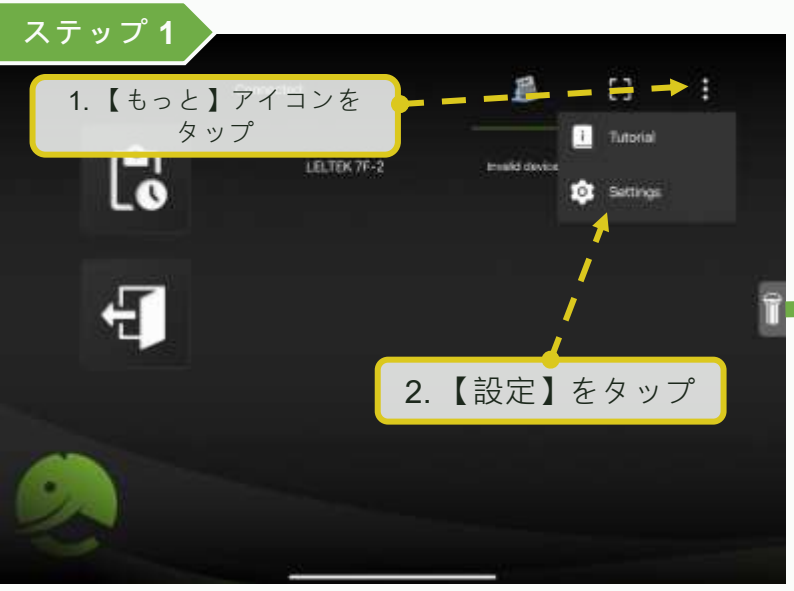 ステップ 1
1. 【もっと】アイコンを
タップ
Tutorial
LELTEK 7F-2
Invalid device
Settings
2. 【設定】をタップ